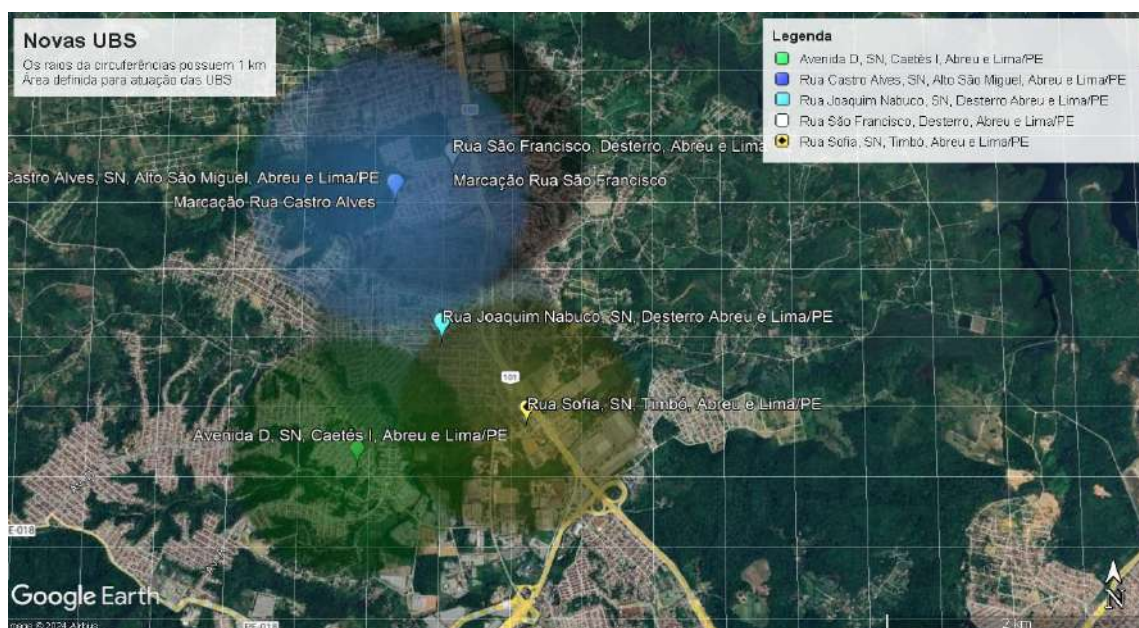 Novas UBS
Os raios da circuferências possuem 1 km
Área definida para atuação das UBS
Legenda
Avenida D, SN, Caetés I, Abreu e Lima/PE
Rua Castro Alves, SN, Alto São Miguel, Abreu e Lima/PE
Rua Joaquim Nabuco, SN, Desterro Abreu e Lima/PE
Rua São Francisco, Desterro, Abreu e Lima/PE
Rua Sofia, SN, Timbó, Abreu e Lima/PE
Rua São Francisco, Desterro, Abreu e Lima
Castro Alves, SN, Alto São Miguel, Abreu e Lima/PE
Marcação Rua São Francisco
Marcação Rua Castro Alves
Rua Joaquim Nabuco, SN, Desterro Abreu e Lima/PE
101
Rua Sofia, SN, Timbó, Abreu e Lima/PE
Avenida D, SN, Caetés I, Abreu e Lima/PE
E-018
Google Earth
N
2 km
PE-018